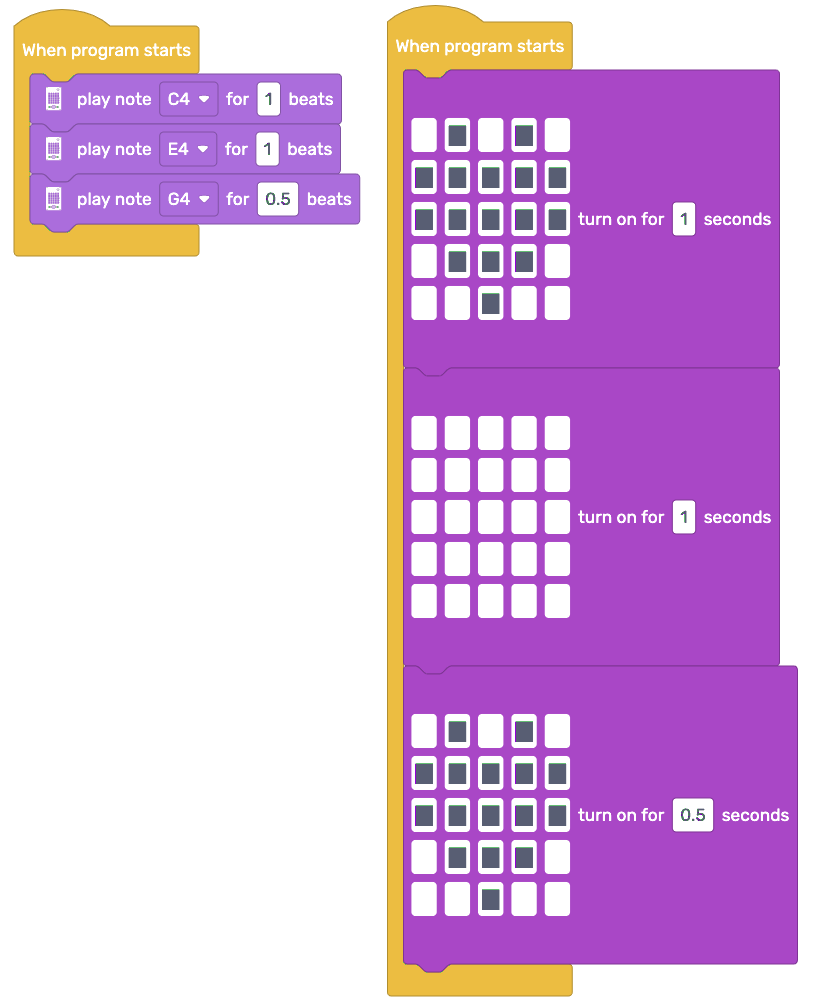 When program starts
play note C4 for 1 beats
play note E4 for 1 beats
play note G4 for 0.5 beats
When program starts
turn on for 1 seconds
turn on for 1 seconds
turn on for 0.5 seconds